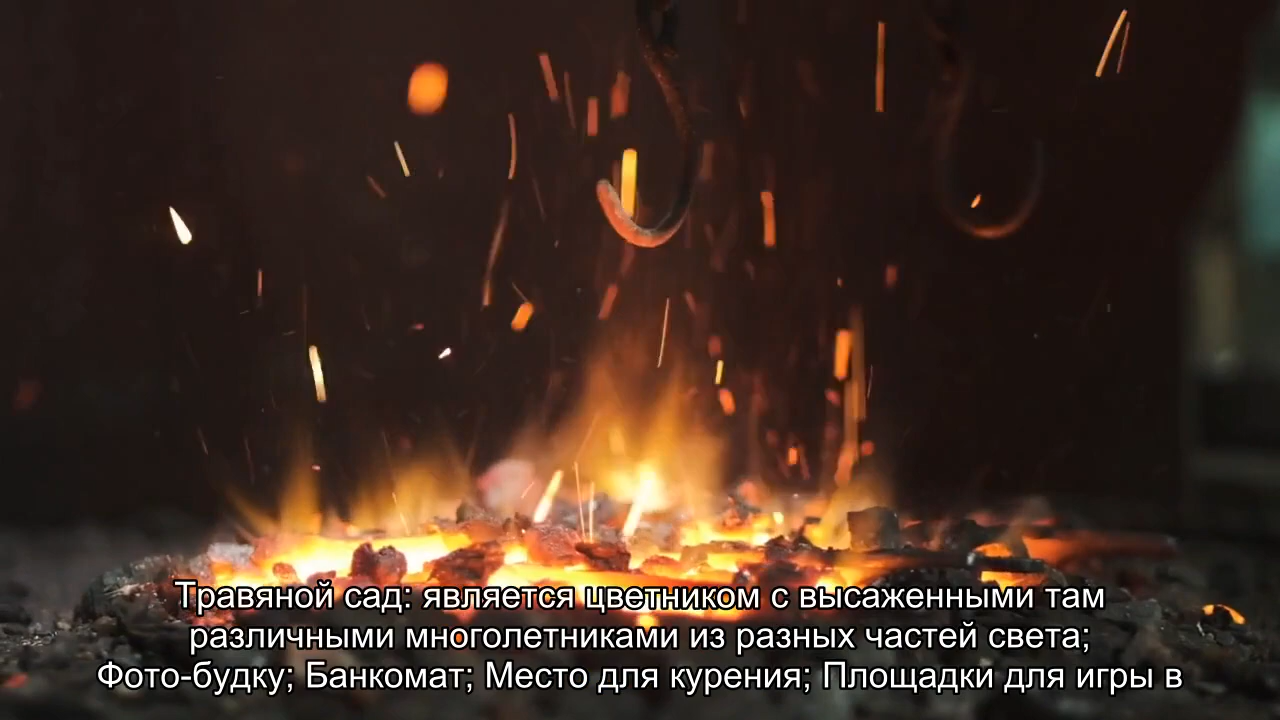 Травяной сад: является цветником с высаженными там
различными многолетниками из разных частей света;
Фото-будку; Банкомат; Место для курения; Площадки для игры в